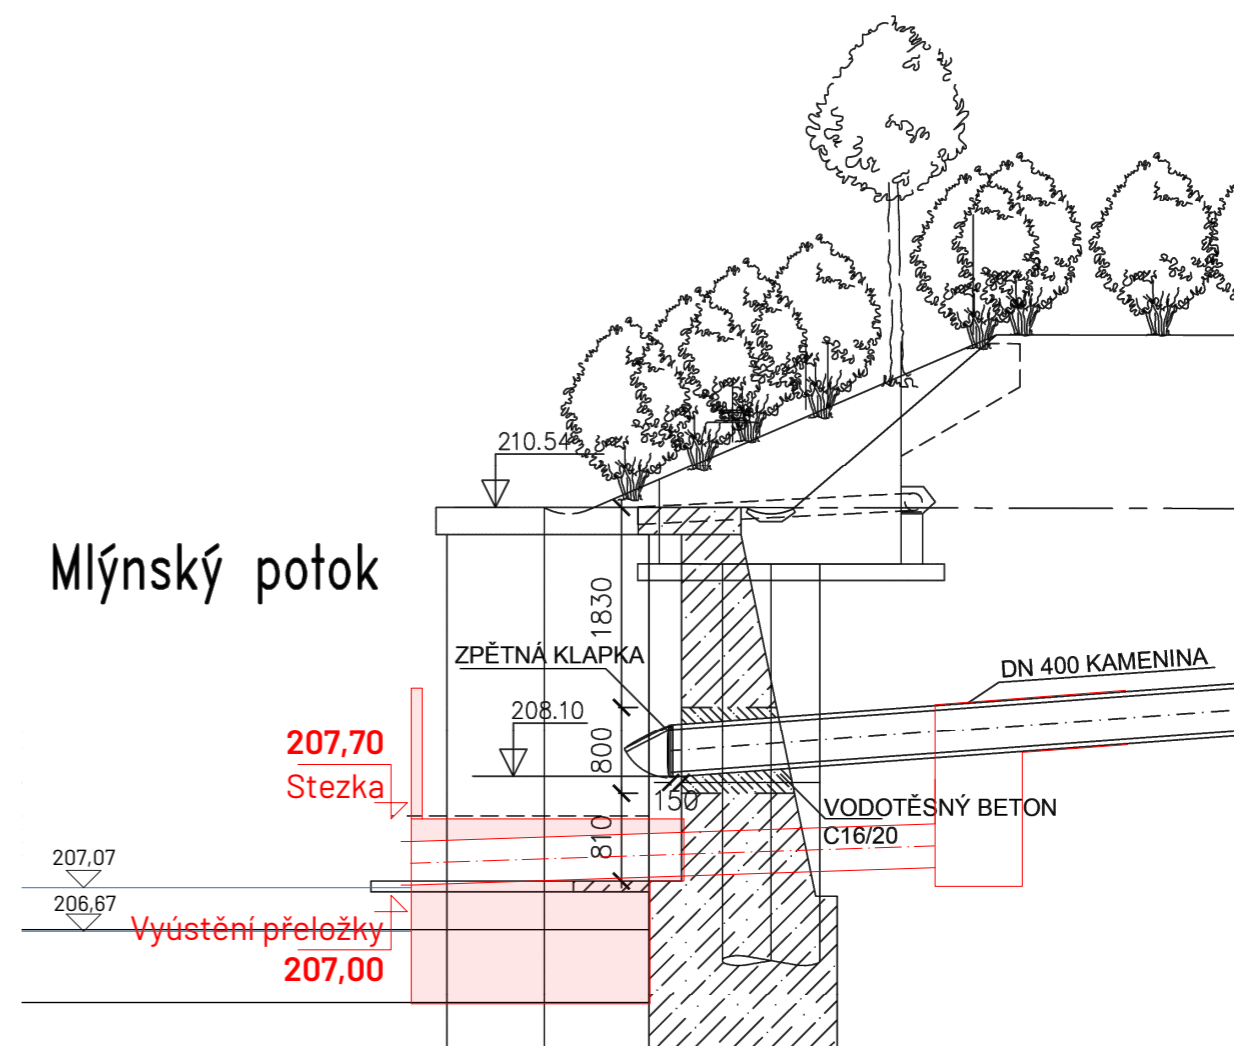 210.54
Mlýnský potok
1830
ZPĚTNÁ KLAPKA
DN 400 KAMENINA
208.10
207,70
Stezka
800
150
VODOTĚSNÝ BETON
C16/20
810
207,07
206,67
Vyústění přeložky
207,00